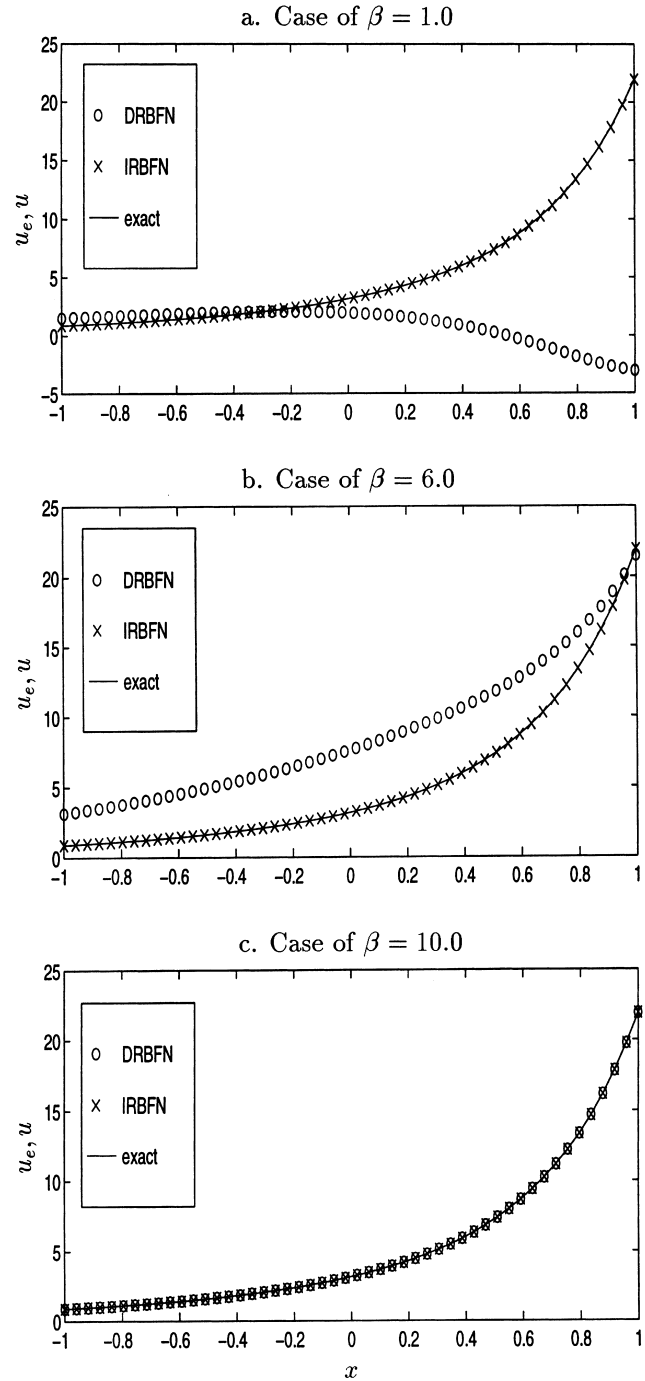 a. Case of β = 1.0
25
20
15
10
5
0
−5
u_e, u
DRBFN
IRBFN
exact
−1 −0.8 −0.6 −0.4 −0.2 0 0.2 0.4 0.6 0.8 1
b. Case of β = 6.0
25
20
15
10
5
0
u_e, u
DRBFN
IRBFN
exact
−1 −0.8 −0.6 −0.4 −0.2 0 0.2 0.4 0.6 0.8 1
c. Case of β = 10.0
25
20
15
10
5
0
u_e, u
DRBFN
IRBFN
exact
−1 −0.8 −0.6 −0.4 −0.2 0 0.2 0.4 0.6 0.8 1
x